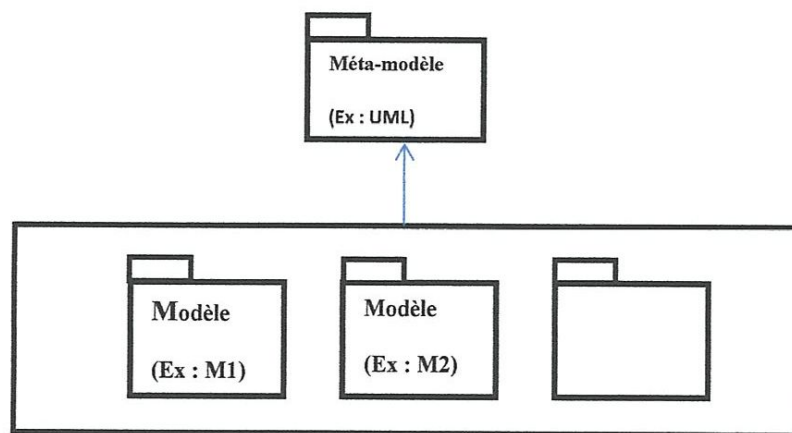 Méta-modèle
(Ex : UML)
Modèle
(Ex : M1)
Modèle
(Ex : M2)